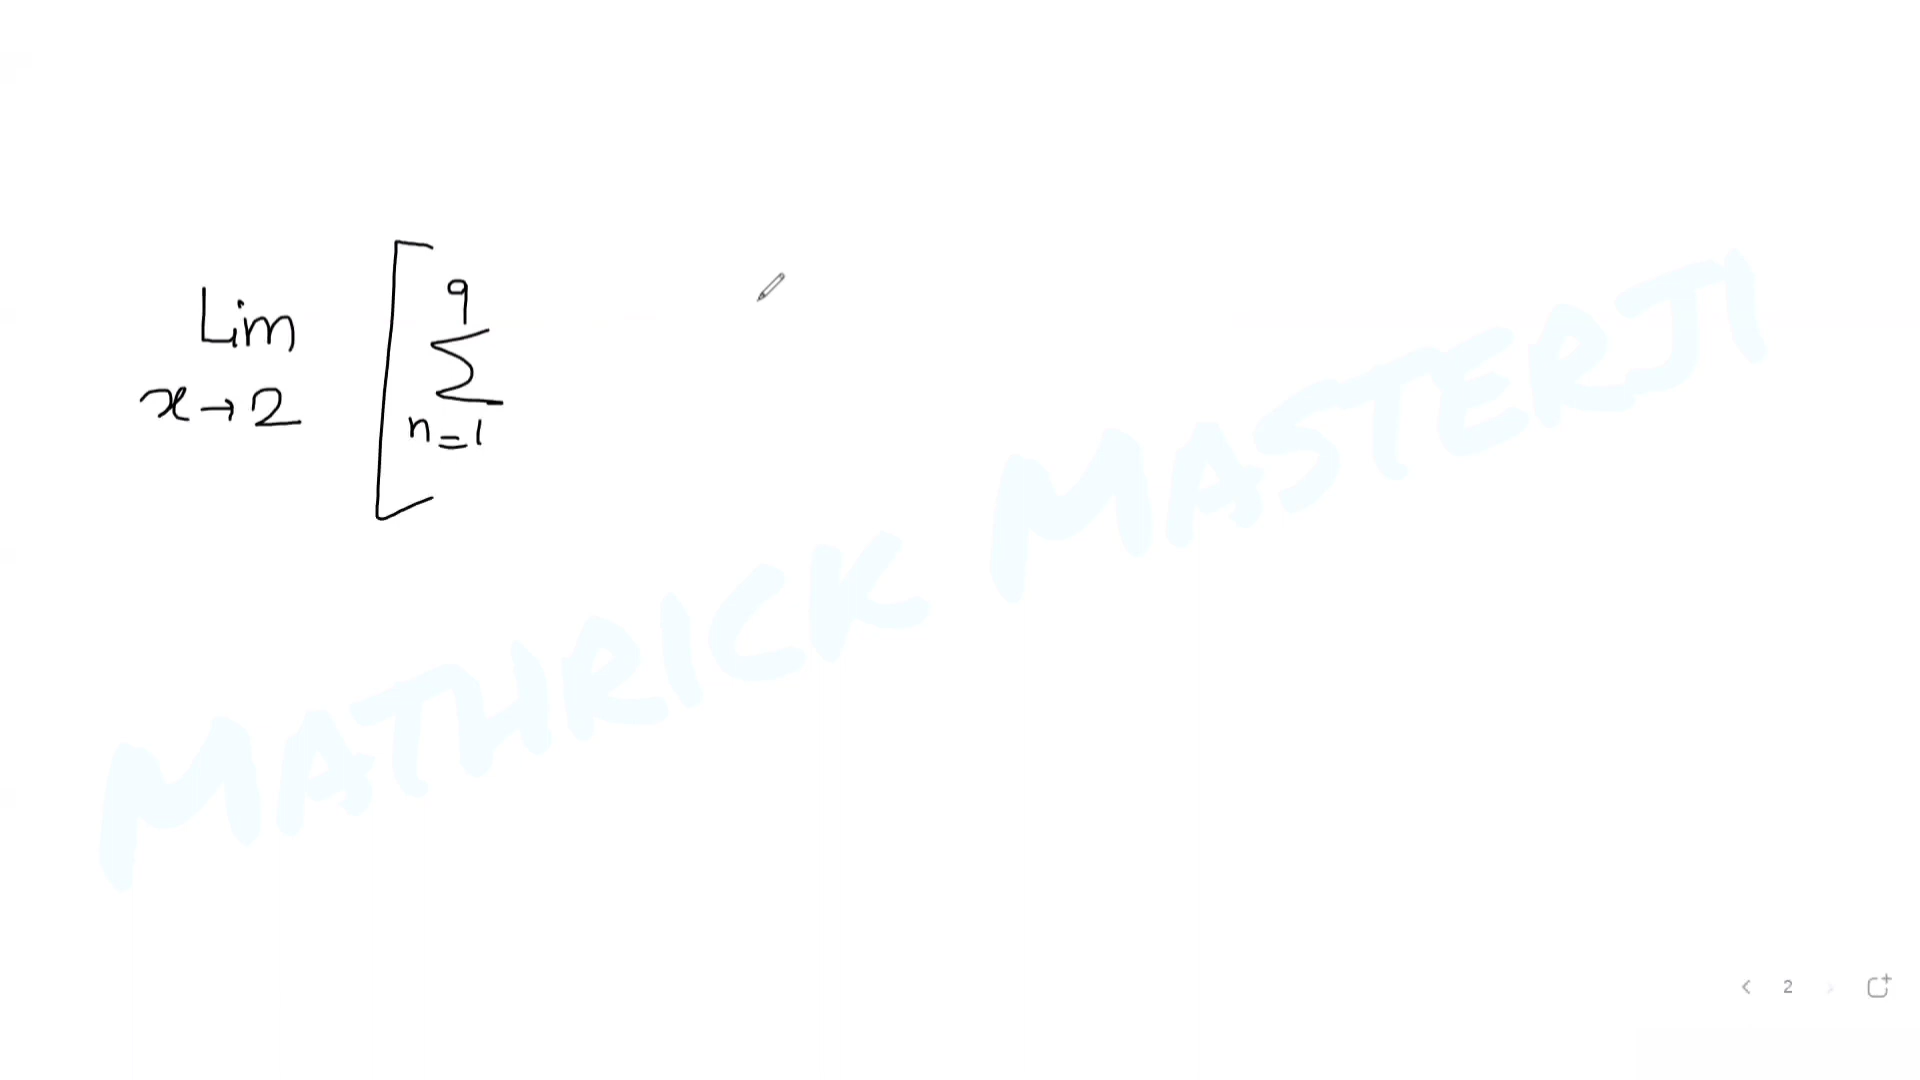 Lim x→2 [ 9 Σ n=1
MATHRICK MASTERJI
2